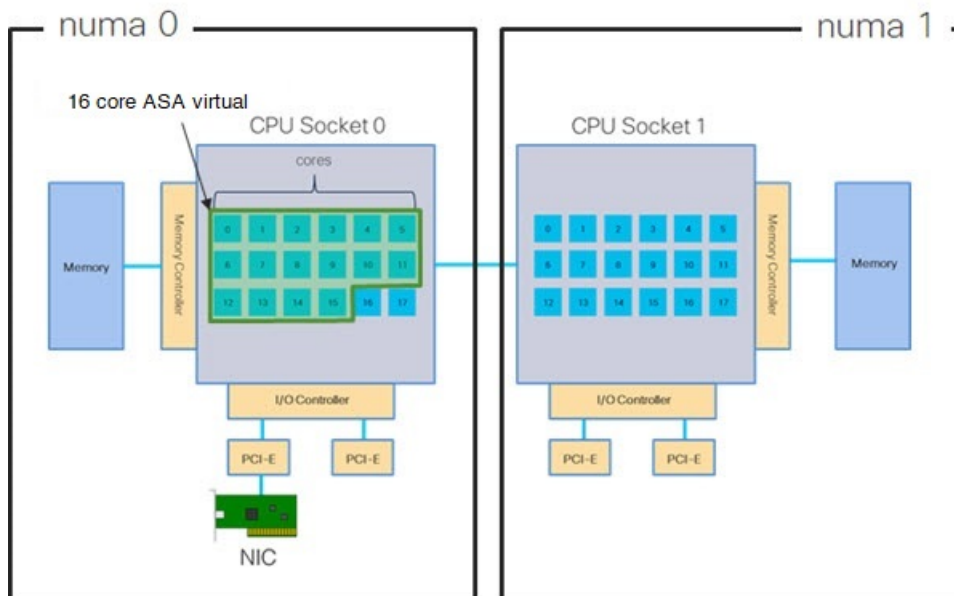 numa 0
numa 1
16 core ASA virtual
CPU Socket 0
CPU Socket 1
cores
Memory
Memory Controller
0 1 2 3 4 5
6 7 8 9 10 11
12 13 14 15 16 17
0 1 2 3 4 5
6 7 8 9 10 11
12 13 14 15 16 17
Memory Controller
Memory
I/O Controller
I/O Controller
PCI-E
PCI-E
PCI-E
PCI-E
NIC